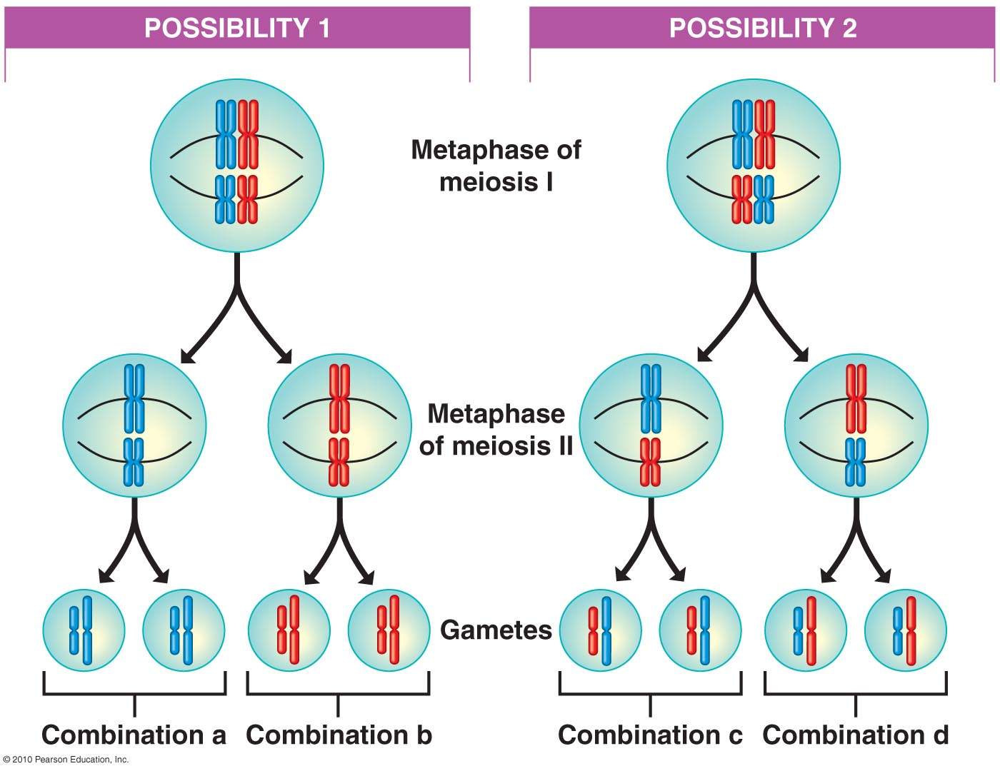 POSSIBILITY 1
POSSIBILITY 2
Metaphase of
meiosis I
Metaphase
of meiosis II
Gametes
Combination a
Combination b
Combination c
Combination d
© 2010 Pearson Education, Inc.